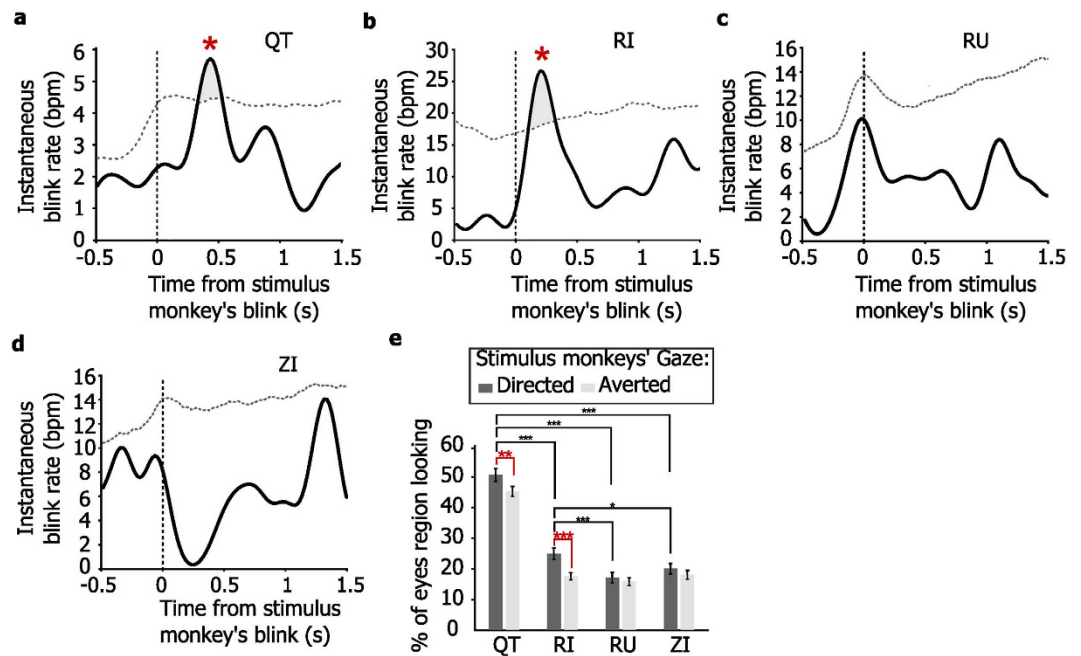 a
QT
*
Instantaneous
blink rate (bpm)
6
5
4
3
2
1
0
-0.5 0 0.5 1 1.5
Time from stimulus
monkey's blink (s)
b
RI
*
Instantaneous
blink rate (bpm)
30
25
20
15
10
5
0
-0.5 0 0.5 1 1.5
Time from stimulus
monkey's blink (s)
c
RU
Instantaneous
blink rate (bpm)
16
14
12
10
8
6
4
2
0
-0.5 0 0.5 1 1.5
Time from stimulus
monkey's blink (s)
d
ZI
Instantaneous
blink rate (bpm)
16
14
12
10
8
6
4
2
0
-0.5 0 0.5 1 1.5
Time from stimulus
monkey's blink (s)
e
Stimulus monkeys' Gaze:
Directed Averted
% of eyes region looking
60
50
40
30
20
10
0
***
***
***
**
*
***
***
QT RI RU ZI